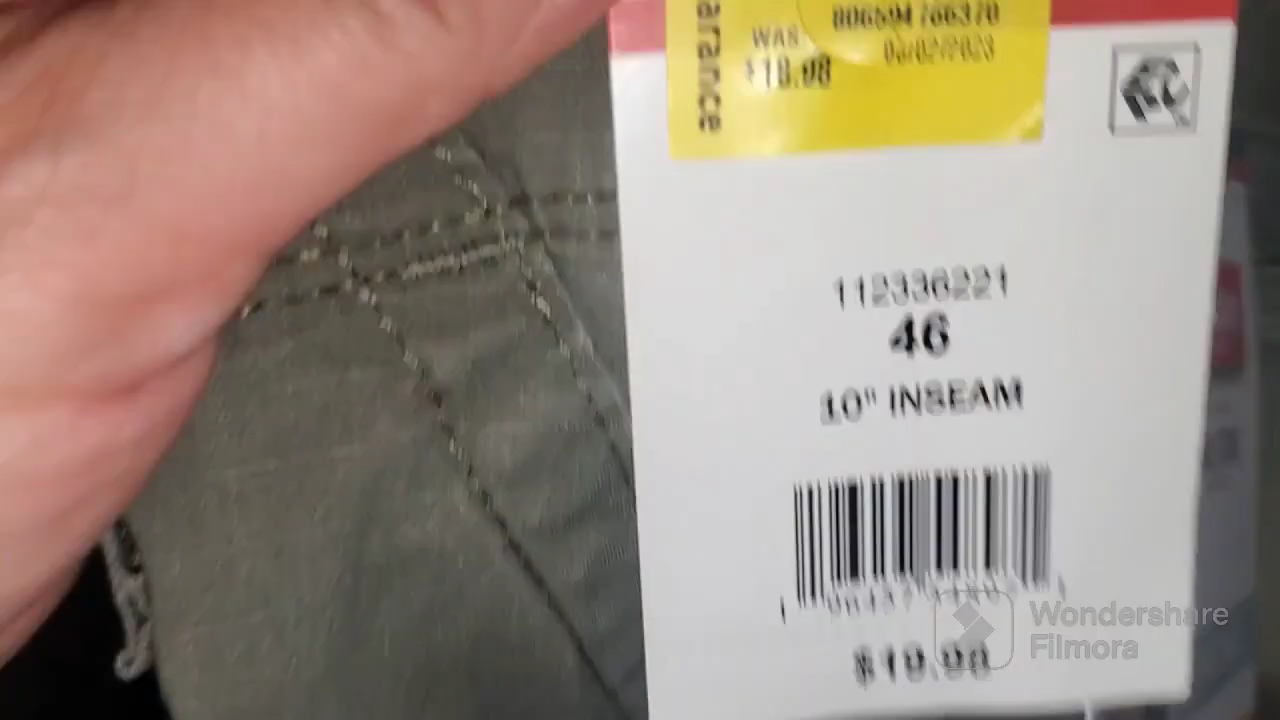 arance
WAS
$19.98
112336221
46
10" INSEAM
$19.98
Wondershare
Filmora